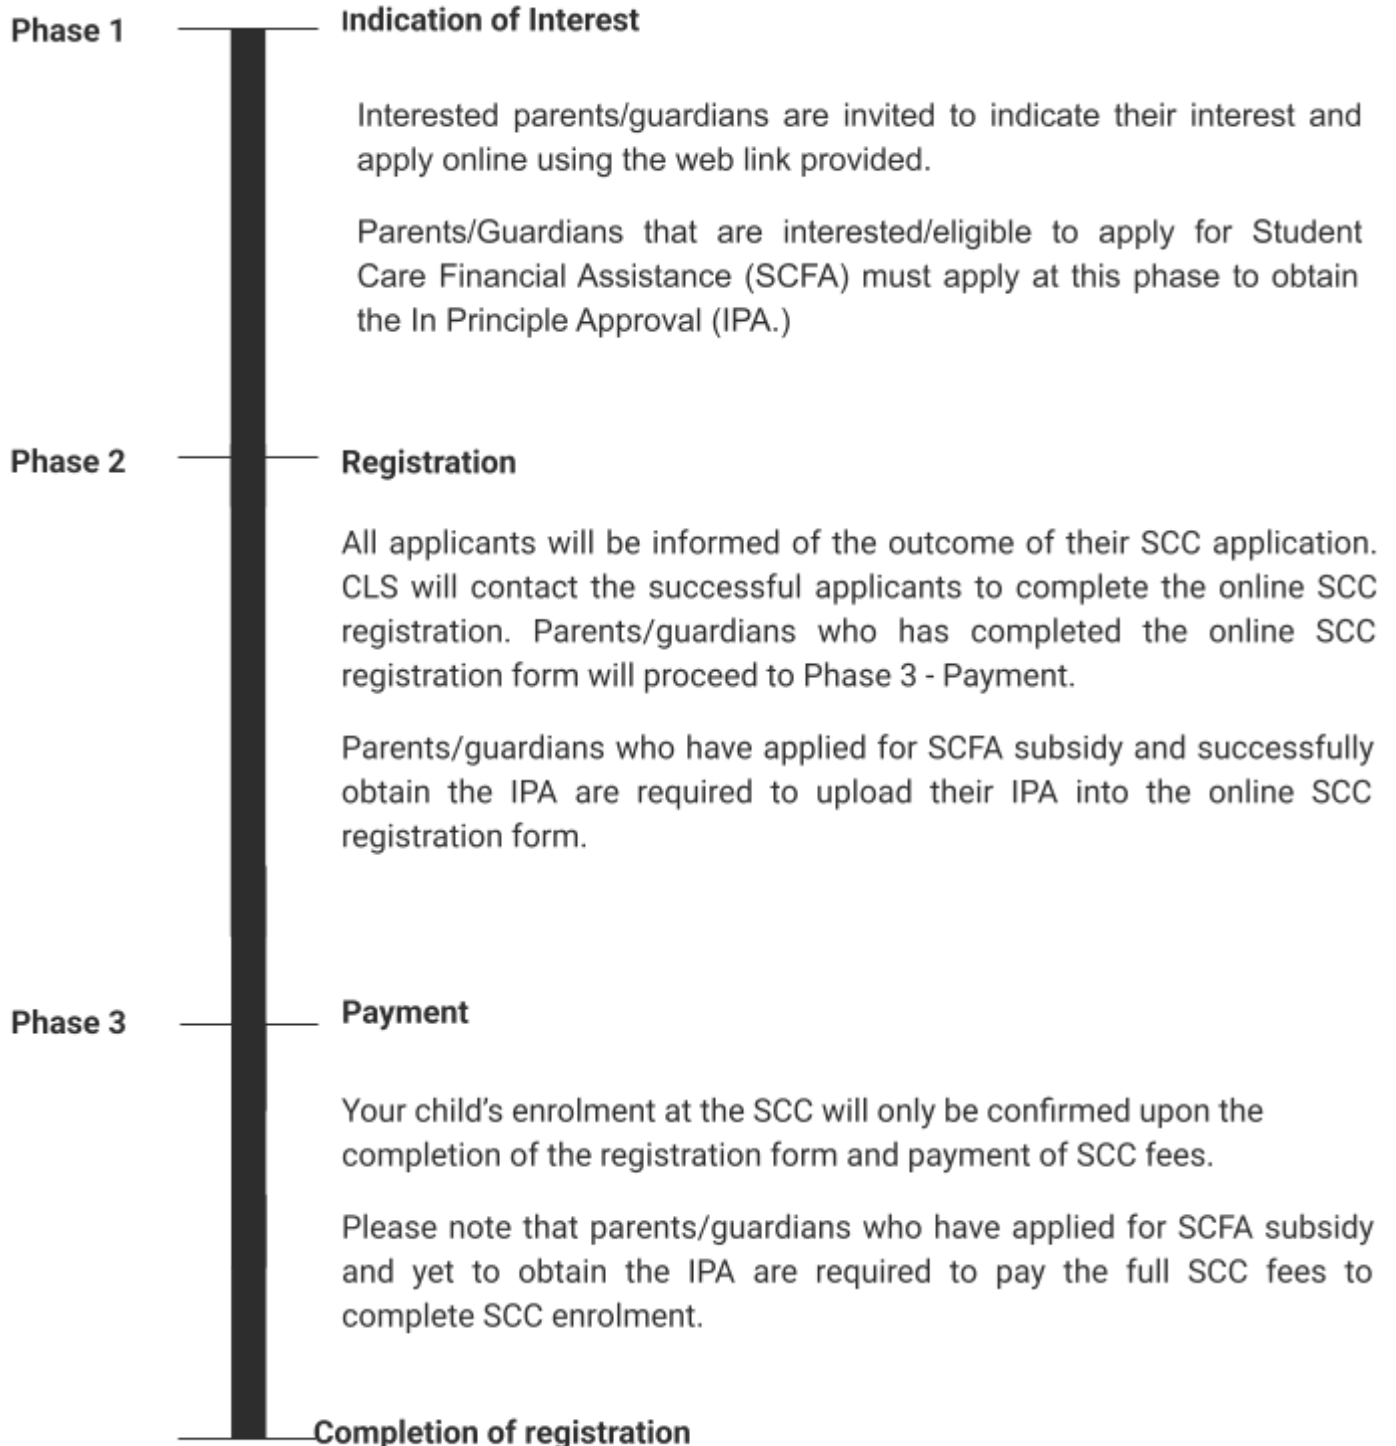 Phase 1
Indication of Interest
Interested parents/guardians are invited to indicate their interest and
apply online using the web link provided.
Parents/Guardians that are interested/eligible to apply for Student
Care Financial Assistance (SCFA) must apply at this phase to obtain
the In Principle Approval (IPA.)
Phase 2
Registration
All applicants will be informed of the outcome of their SCC application.
CLS will contact the successful applicants to complete the online SCC
registration. Parents/guardians who has completed the online SCC
registration form will proceed to Phase 3 - Payment.
Parents/guardians who have applied for SCFA subsidy and successfully
obtain the IPA are required to upload their IPA into the online SCC
registration form.
Phase 3
Payment
Your child’s enrolment at the SCC will only be confirmed upon the
completion of the registration form and payment of SCC fees.
Please note that parents/guardians who have applied for SCFA subsidy
and yet to obtain the IPA are required to pay the full SCC fees to
complete SCC enrolment.
Completion of registration